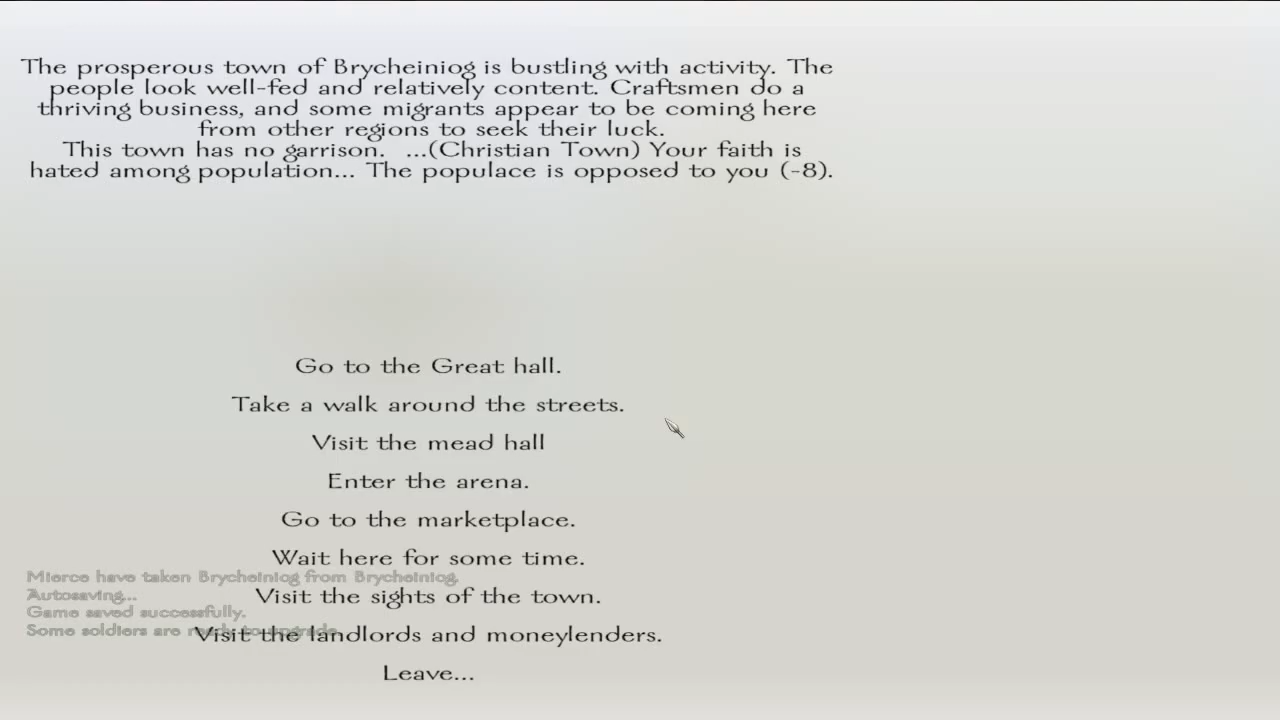 The prosperous town of Brycheiniog is bustling with activity. The
people look well-fed and relatively content. Craftsmen do a
thriving business, and some migrants appear to be coming here
from other regions to seek their luck.
This town has no garrison.   ...(Christian Town) Your faith is
hated among population... The populace is opposed to you (-8).
Go to the Great hall.
Take a walk around the streets.
Visit the mead hall
Enter the arena.
Go to the marketplace.
Wait here for some time.
Mierce have taken Brycheiniog from Brycheiniog.
Autosaving...
Visit the sights of the town.
Game saved successfully.
Some soldiers are ready to upgrade.
Visit the landlords and moneylenders.
Leave...